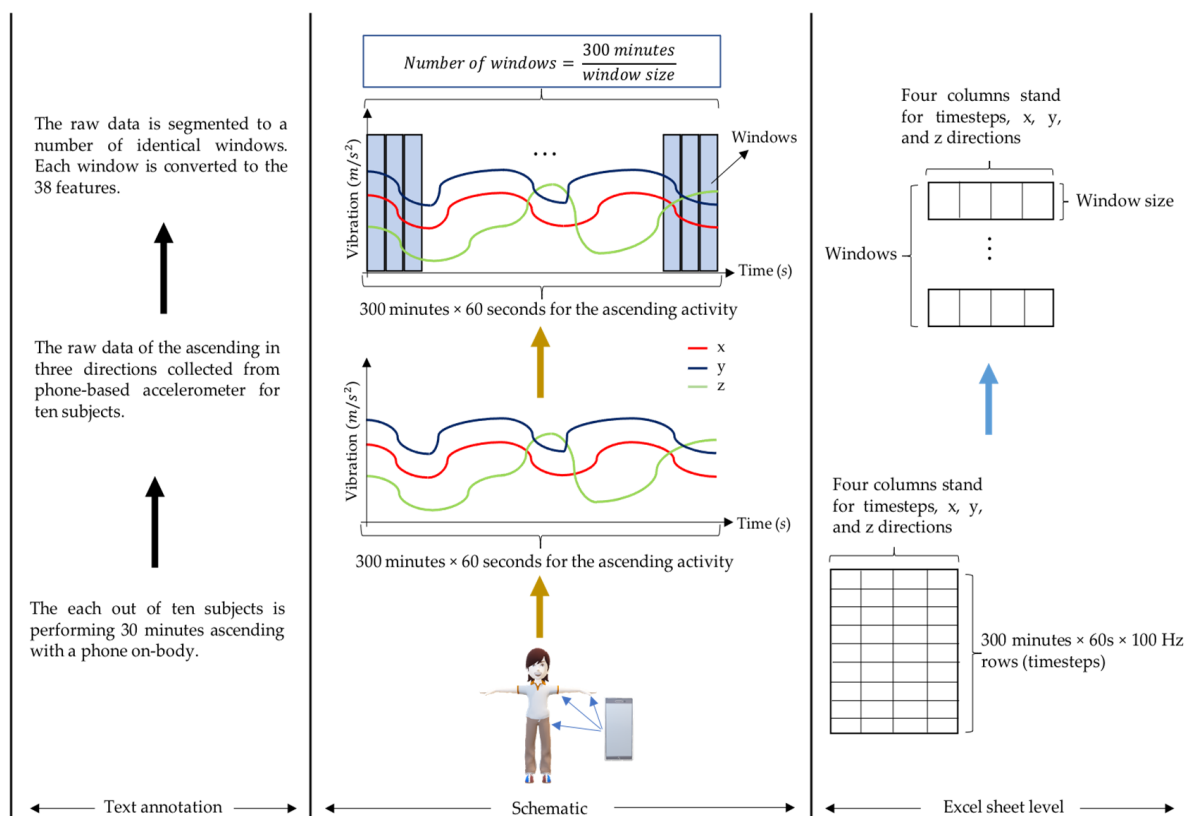 The raw data is segmented to a
number of identical windows.
Each window is converted to the
38 features.
The raw data of the ascending in
three directions collected from
phone-based accelerometer for
ten subjects.
The each out of ten subjects is
performing 30 minutes ascending
with a phone on-body.
Text annotation
Number of windows = 300 minutes / window size
Windows
...
Vibration (m/s²)
Time (s)
300 minutes × 60 seconds for the ascending activity
x
y
z
Vibration (m/s²)
Time (s)
300 minutes × 60 seconds for the ascending activity
Schematic
Four columns stand
for timesteps, x, y,
and z directions
Window size
Windows
Four columns stand
for timesteps, x, y,
and z directions
300 minutes × 60s × 100 Hz
rows (timesteps)
Excel sheet level